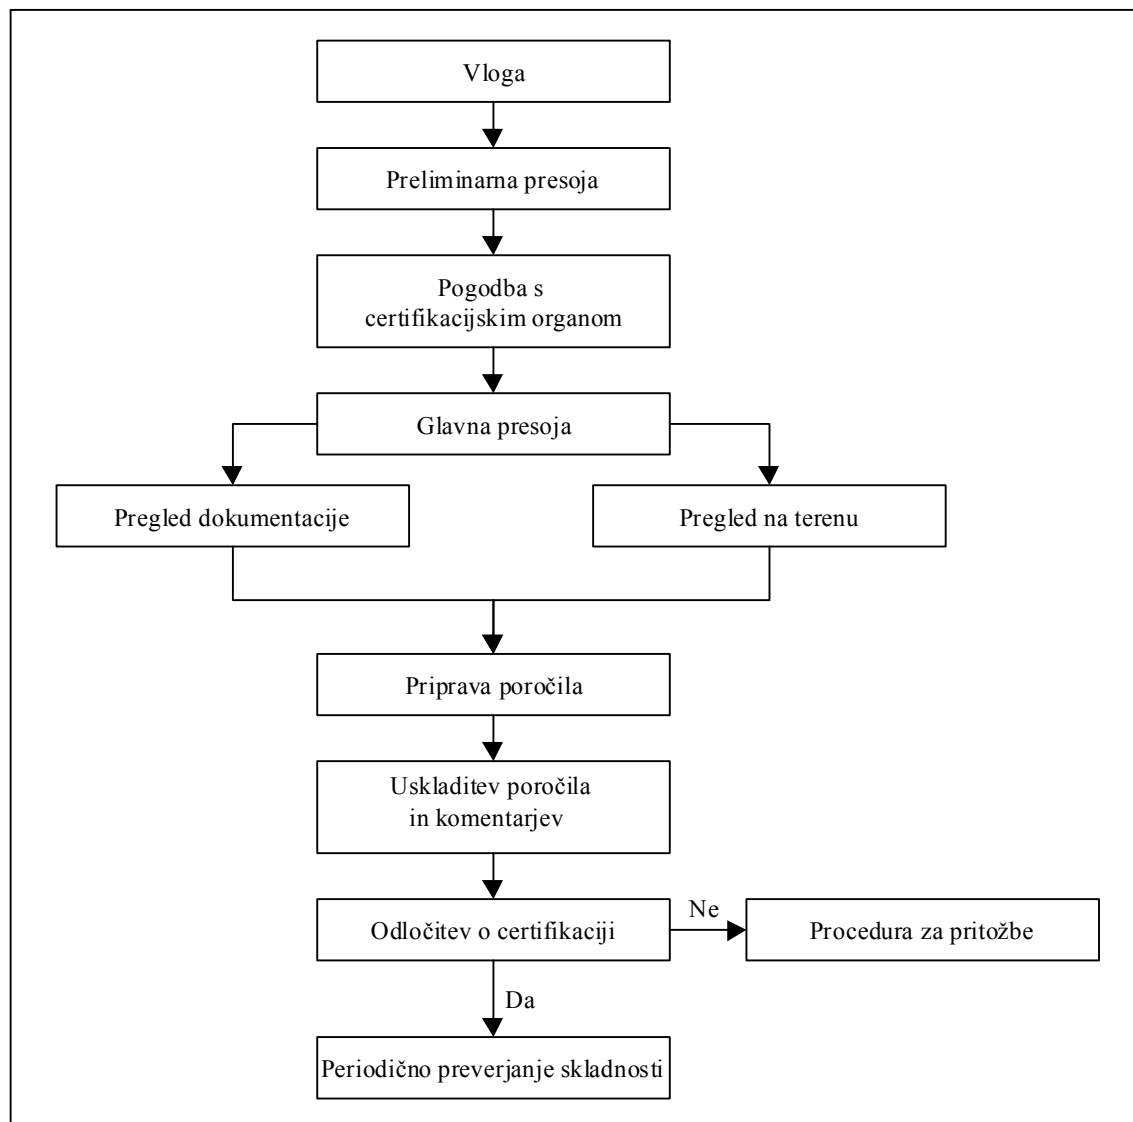 Vloga
Preliminarna presoja
Pogodba s
certifikacijskim organom
Glavna presoja
Pregled dokumentacije
Pregled na terenu
Priprava poročila
Uskladitev poročila
in komentarjev
Odločitev o certifikaciji
Ne
Procedura za pritožbe
Da
Periodično preverjanje skladnosti